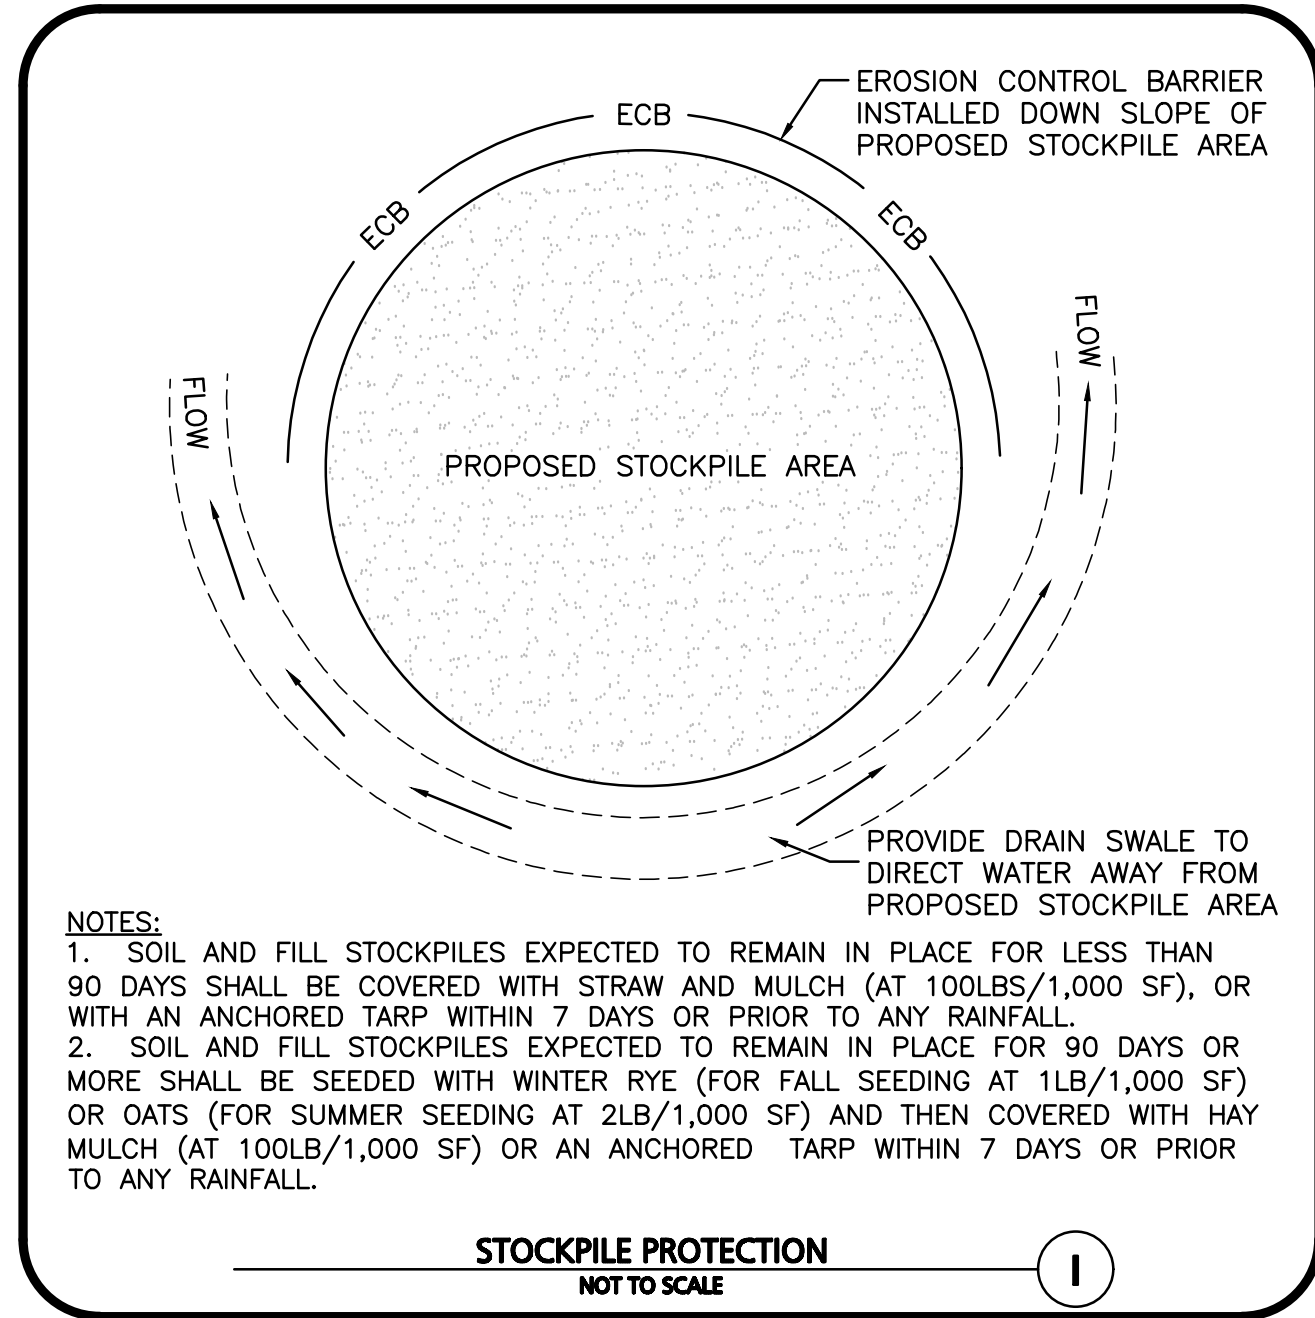 EROSION CONTROL BARRIER
INSTALLED DOWN SLOPE OF
PROPOSED STOCKPILE AREA
ECB
ECB
ECB
FLOW
FLOW
PROPOSED STOCKPILE AREA
PROVIDE DRAIN SWALE TO
DIRECT WATER AWAY FROM
PROPOSED STOCKPILE AREA
NOTES:
1. SOIL AND FILL STOCKPILES EXPECTED TO REMAIN IN PLACE FOR LESS THAN
90 DAYS SHALL BE COVERED WITH STRAW AND MULCH (AT 100LBS/1,000 SF), OR
WITH AN ANCHORED TARP WITHIN 7 DAYS OR PRIOR TO ANY RAINFALL.
2. SOIL AND FILL STOCKPILES EXPECTED TO REMAIN IN PLACE FOR 90 DAYS OR
MORE SHALL BE SEEDED WITH WINTER RYE (FOR FALL SEEDING AT 1LB/1,000 SF)
OR OATS (FOR SUMMER SEEDING AT 2LB/1,000 SF) AND THEN COVERED WITH HAY
MULCH (AT 100LB/1,000 SF) OR AN ANCHORED TARP WITHIN 7 DAYS OR PRIOR
TO ANY RAINFALL.
STOCKPILE PROTECTION
NOT TO SCALE
I